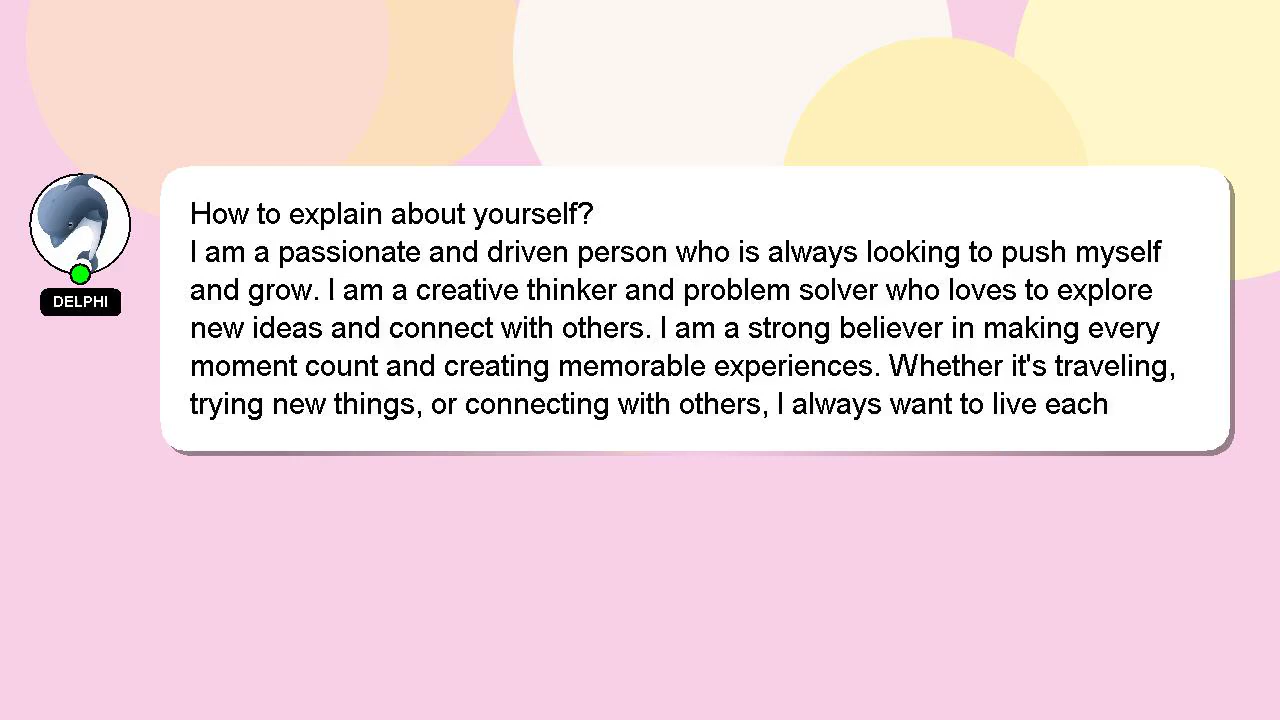 How to explain about yourself?
I am a passionate and driven person who is always looking to push myself
and grow. I am a creative thinker and problem solver who loves to explore
new ideas and connect with others. I am a strong believer in making every
moment count and creating memorable experiences. Whether it's traveling,
trying new things, or connecting with others, I always want to live each
DELPHI